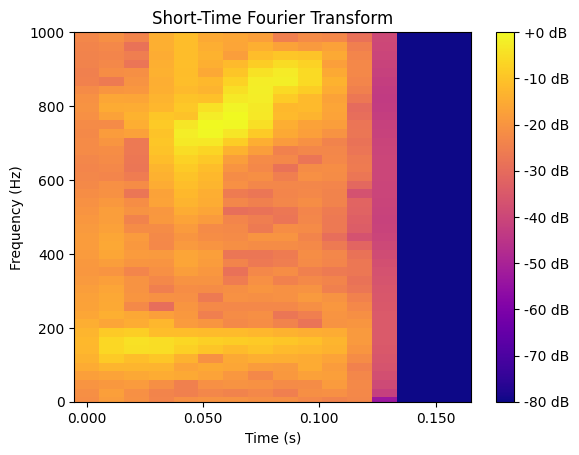 Short-Time Fourier Transform
1000
800
600
400
200
0
Frequency (Hz)
0.000
0.050
0.100
0.150
Time (s)
+0 dB
-10 dB
-20 dB
-30 dB
-40 dB
-50 dB
-60 dB
-70 dB
-80 dB